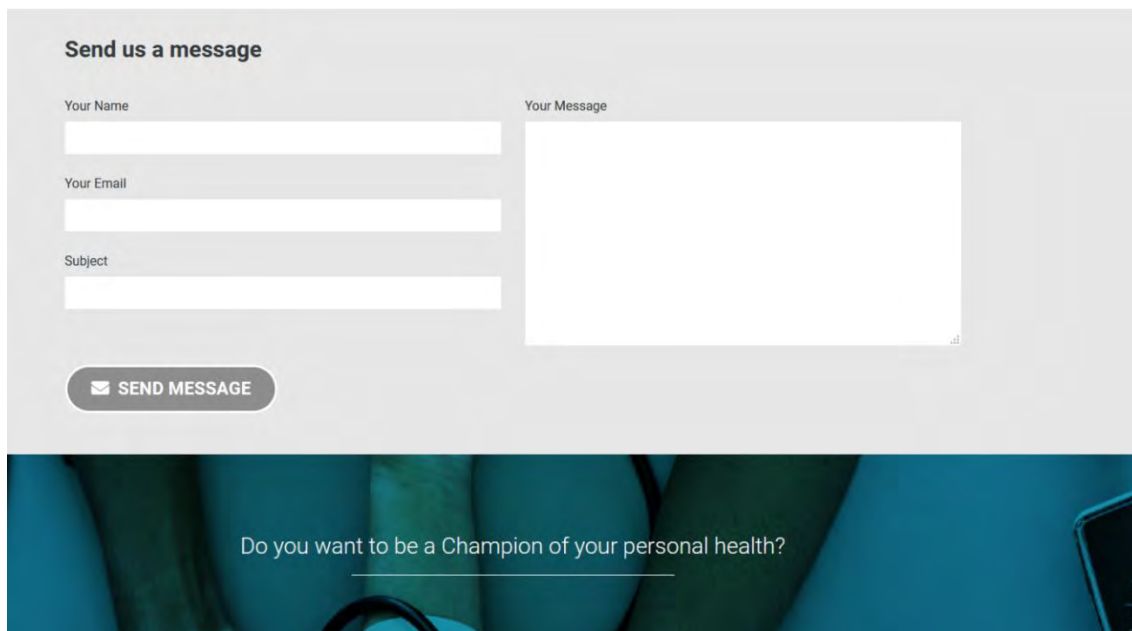 Send us a message
Your Name
Your Message
Your Email
Subject
SEND MESSAGE
Do you want to be a Champion of your personal health?